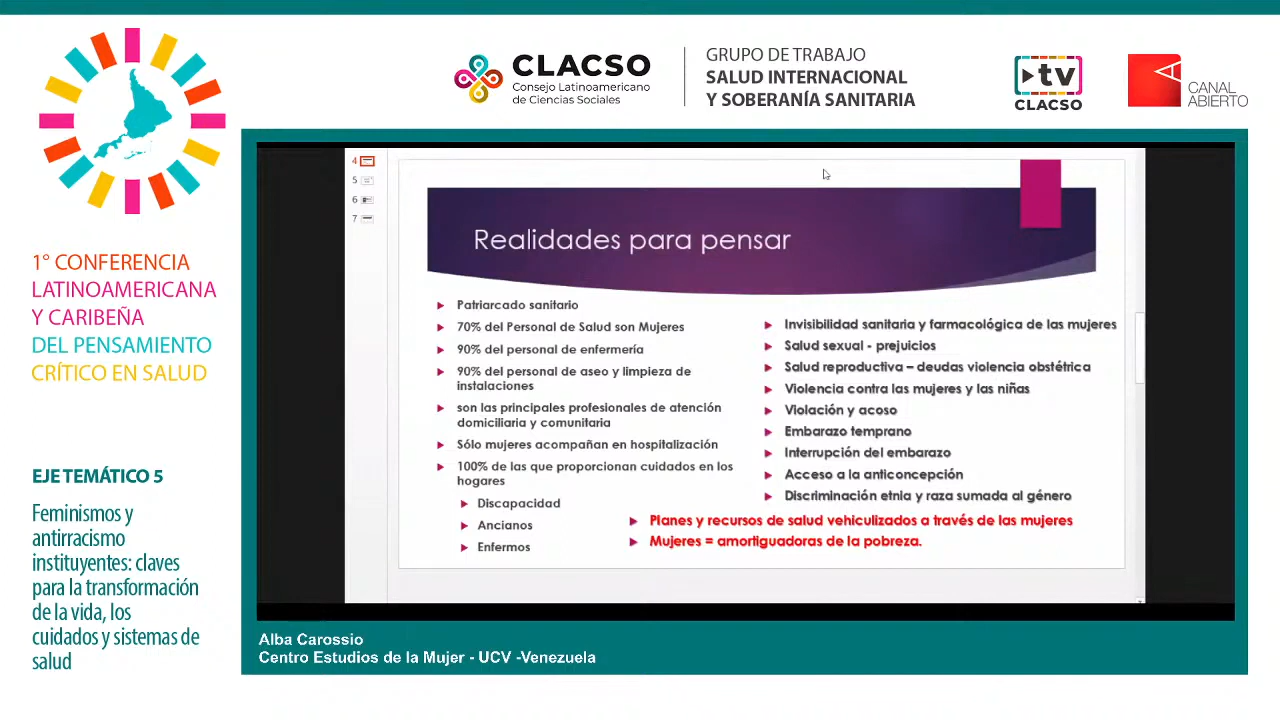 CLACSO
Consejo Latinoamericano
de Ciencias Sociales
GRUPO DE TRABAJO
SALUD INTERNACIONAL
Y SOBERANÍA SANITARIA
tv
CLACSO
A
CANAL
ABIERTO
1° CONFERENCIA
LATINOAMERICANA
Y CARIBEÑA
DEL PENSAMIENTO
CRÍTICO EN SALUD
EJE TEMÁTICO 5
Feminismos y
antirracismo
instituyentes: claves
para la transformación
de la vida, los
cuidados y sistemas de
salud
4
5
6
7
Realidades para pensar
Patriarcado sanitario
70% del Personal de Salud son Mujeres
90% del personal de enfermería
90% del personal de aseo y limpieza de
instalaciones
son las principales profesionales de atención
domiciliaria y comunitaria
Sólo mujeres acompañan en hospitalización
100% de las que proporcionan cuidados en los
hogares
Discapacidad
Ancianos
Enfermos
Invisibilidad sanitaria y farmacológica de las mujeres
Salud sexual - prejuicios
Salud reproductiva – deudas violencia obstétrica
Violencia contra las mujeres y las niñas
Violación y acoso
Embarazo temprano
Interrupción del embarazo
Acceso a la anticoncepción
Discriminación etnia y raza sumada al género
Planes y recursos de salud vehiculizados a través de las mujeres
Mujeres = amortiguadoras de la pobreza.
Alba Carossio
Centro Estudios de la Mujer - UCV -Venezuela